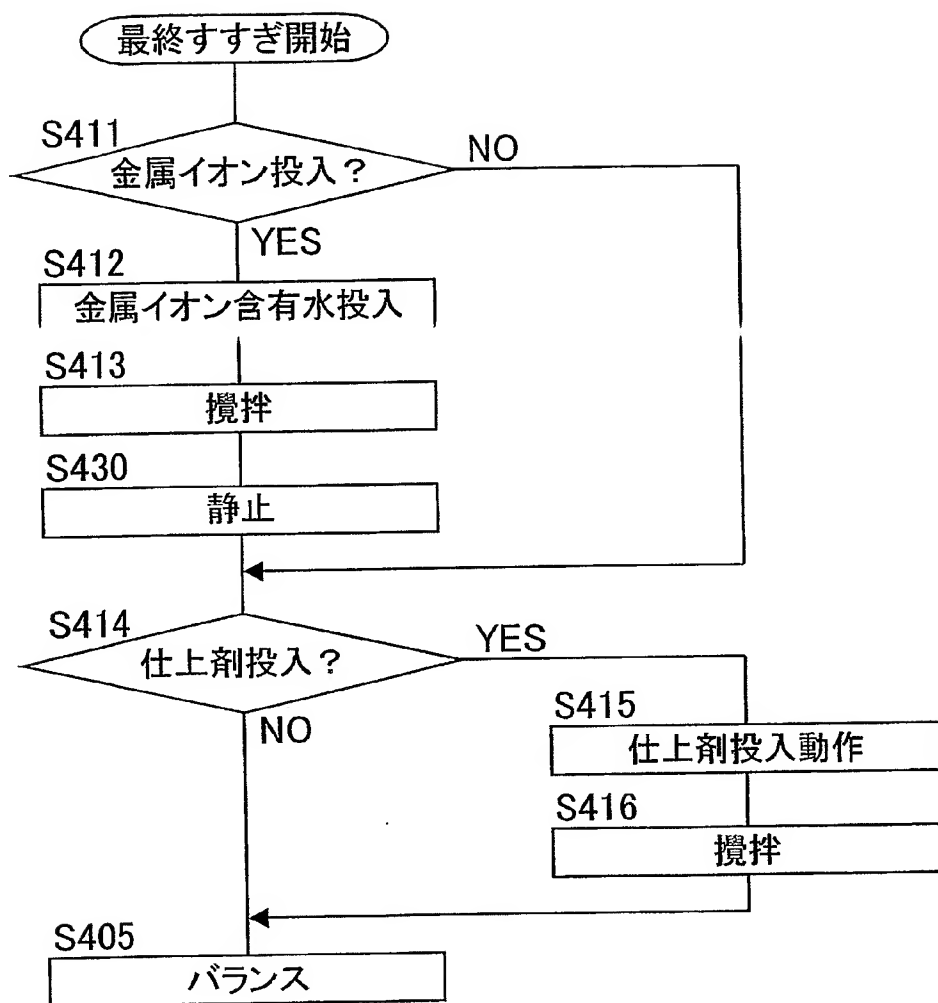 最終すすぎ開始
S411
NO
金属イオン投入？
YES
S412
金属イオン含有水投入
S413
攪拌
S430
静止
S414
YES
仕上剤投入？
NO
S415
仕上剤投入動作
S416
攪拌
S405
バランス